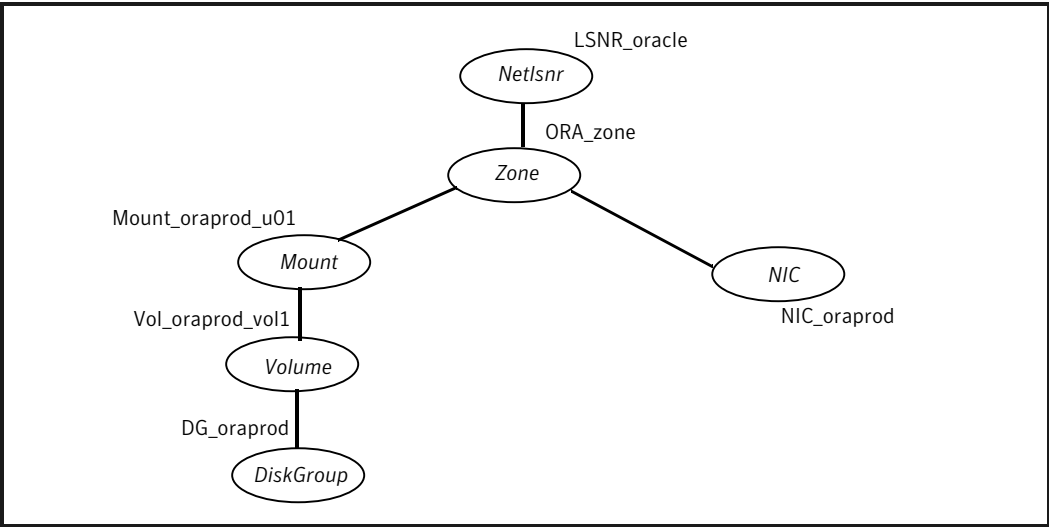 LSNR_oracle
Netlsnr
ORA_zone
Zone
Mount_oraprod_u01
Mount
NIC
NIC_oraprod
Vol_oraprod_vol1
Volume
DG_oraprod
DiskGroup